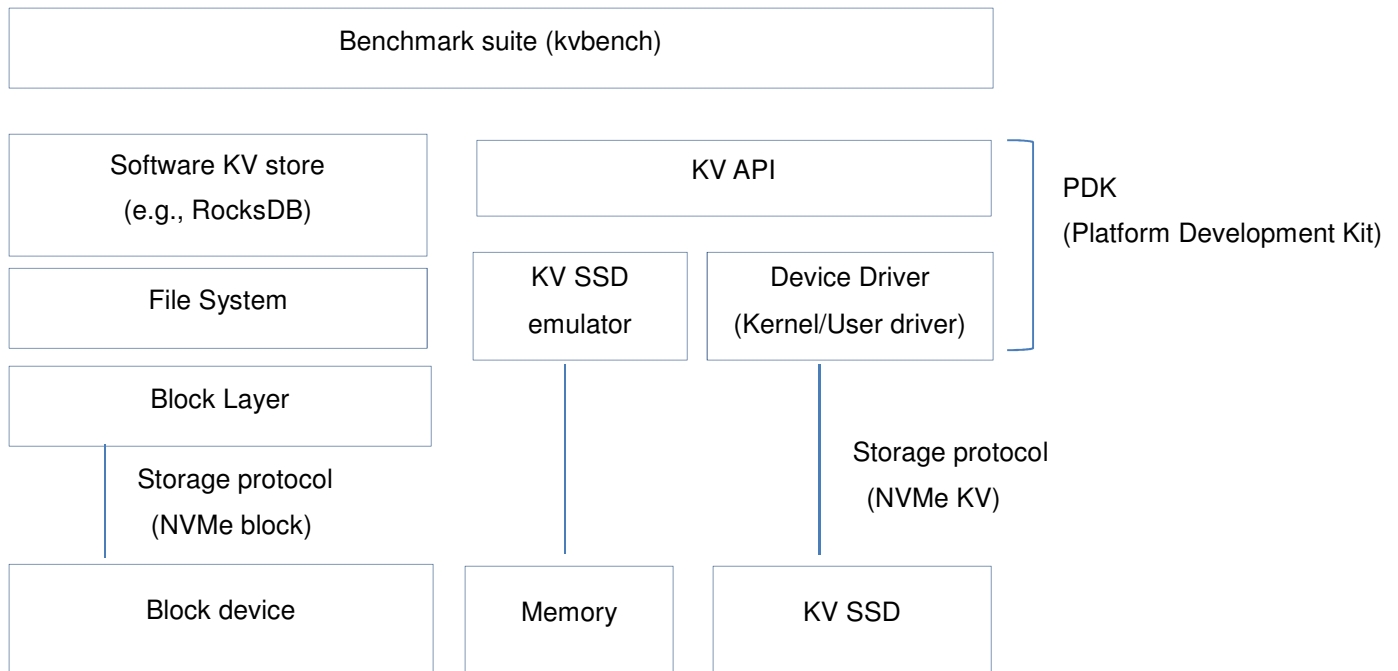 Benchmark suite (kvbench)
Software KV store
(e.g., RocksDB)
File System
Block Layer
Storage protocol
(NVMe block)
Block device
KV API
KV SSD
emulator
Memory
Device Driver
(Kernel/User driver)
Storage protocol
(NVMe KV)
KV SSD
PDK
(Platform Development Kit)